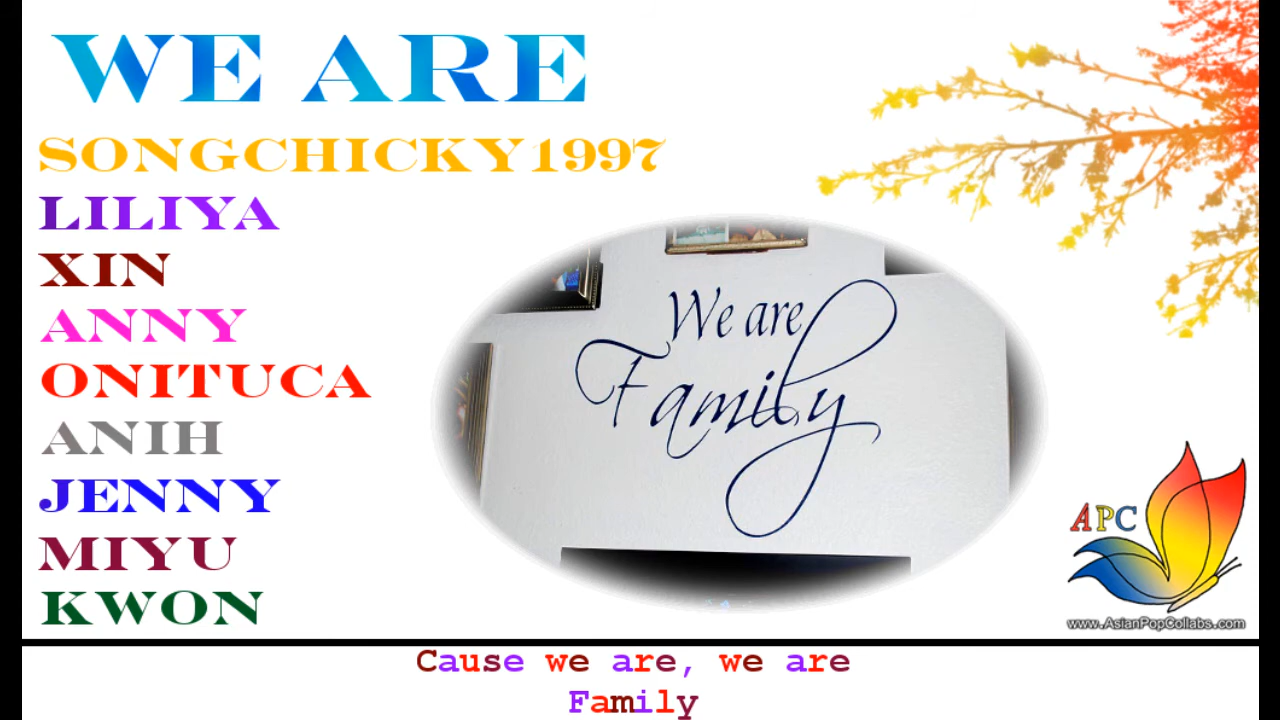 WE ARE
SONGCHICKY1997
LILIYA
XIN
ANNY
ONITUCA
ANIH
JENNY
MIYU
KWON
We are
Family
APC
www.AsianPopCollabs.com
Cause we are, we are
Family